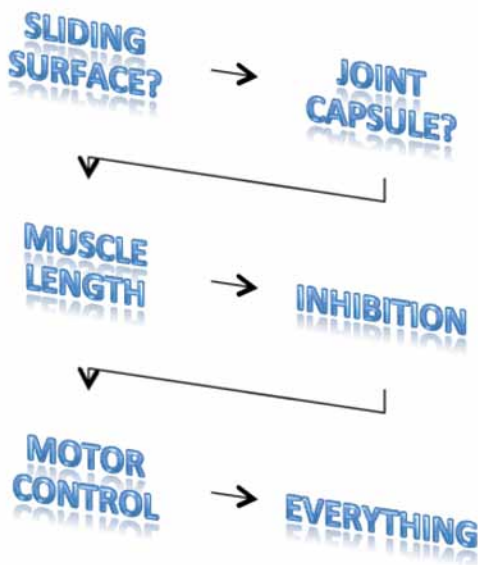 SLIDING
SURFACE?
JOINT
CAPSULE?
MUSCLE
LENGTH
INHIBITION
MOTOR
CONTROL
EVERYTHING